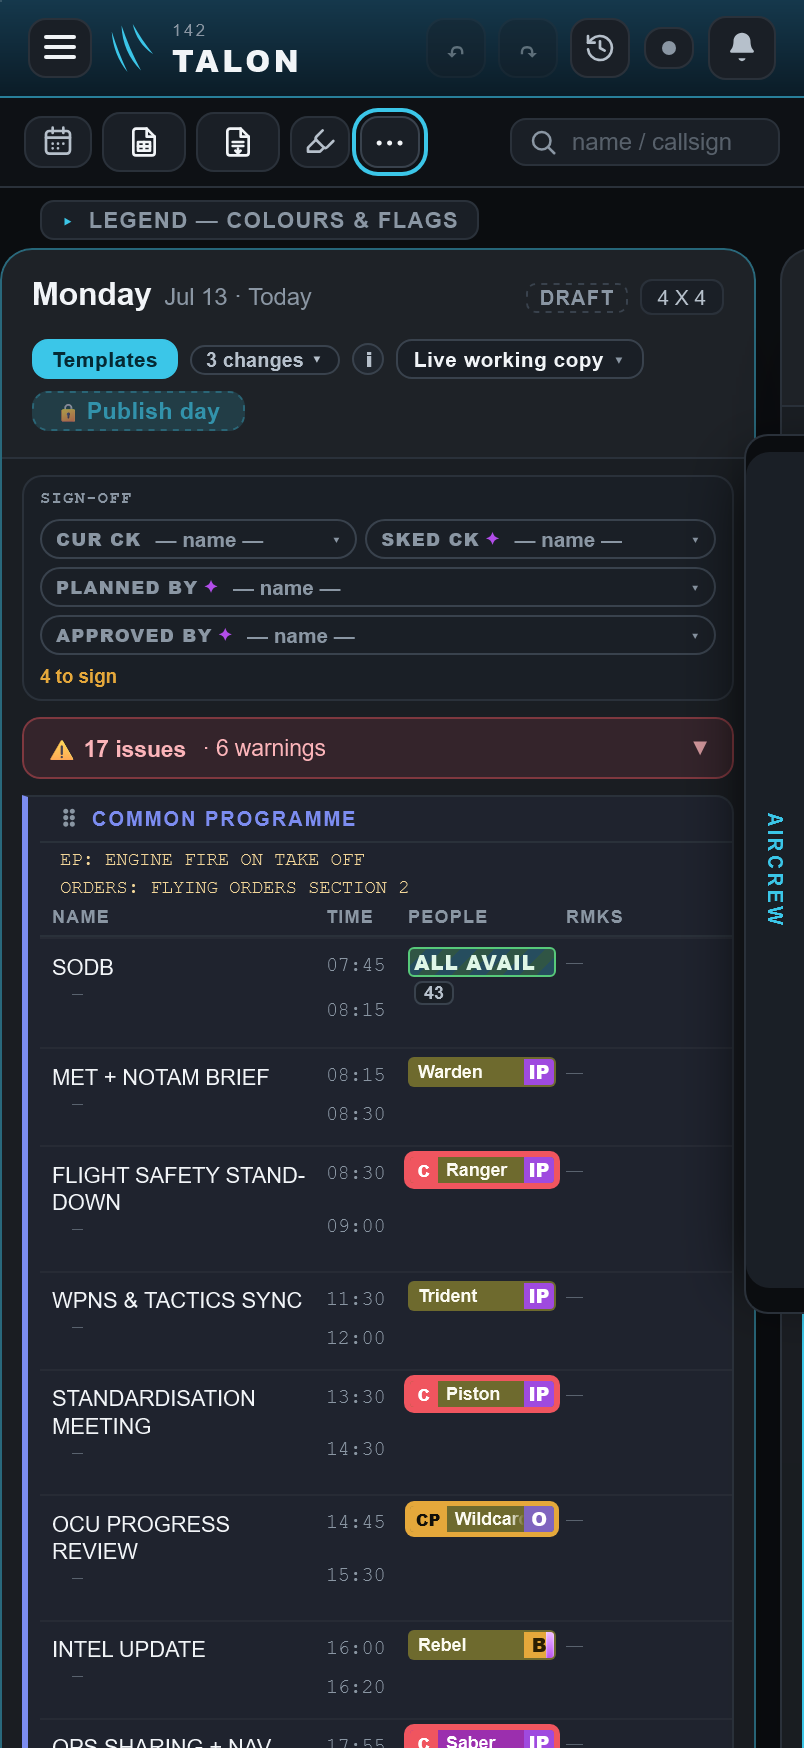 142
TALON
name / callsign
LEGEND — COLOURS & FLAGS
Monday Jul 13 · Today DRAFT 4 X 4
Templates 3 changes ▾ i Live working copy ▾
Publish day
SIGN-OFF
CUR CK — name — ▾ SKED CK ✦ — name — ▾
PLANNED BY ✦ — name — ▾
APPROVED BY ✦ — name — ▾
4 to sign
17 issues · 6 warnings ▼
AIRCREW
COMMON PROGRAMME
EP: ENGINE FIRE ON TAKE OFF
ORDERS: FLYING ORDERS SECTION 2
NAME TIME PEOPLE RMKS
SODB 07:45 ALL AVAIL —
— 08:15 43
MET + NOTAM BRIEF 08:15 Warden IP —
— 08:30
FLIGHT SAFETY STAND- 08:30 C Ranger IP —
DOWN
— 09:00
WPNS & TACTICS SYNC 11:30 Trident IP —
— 12:00
STANDARDISATION 13:30 C Piston IP —
MEETING
— 14:30
OCU PROGRESS 14:45 CP Wildcar O —
REVIEW
— 15:30
INTEL UPDATE 16:00 Rebel B —
— 16:20
OPS SHARING + NAV 17:55 C Saber IP —